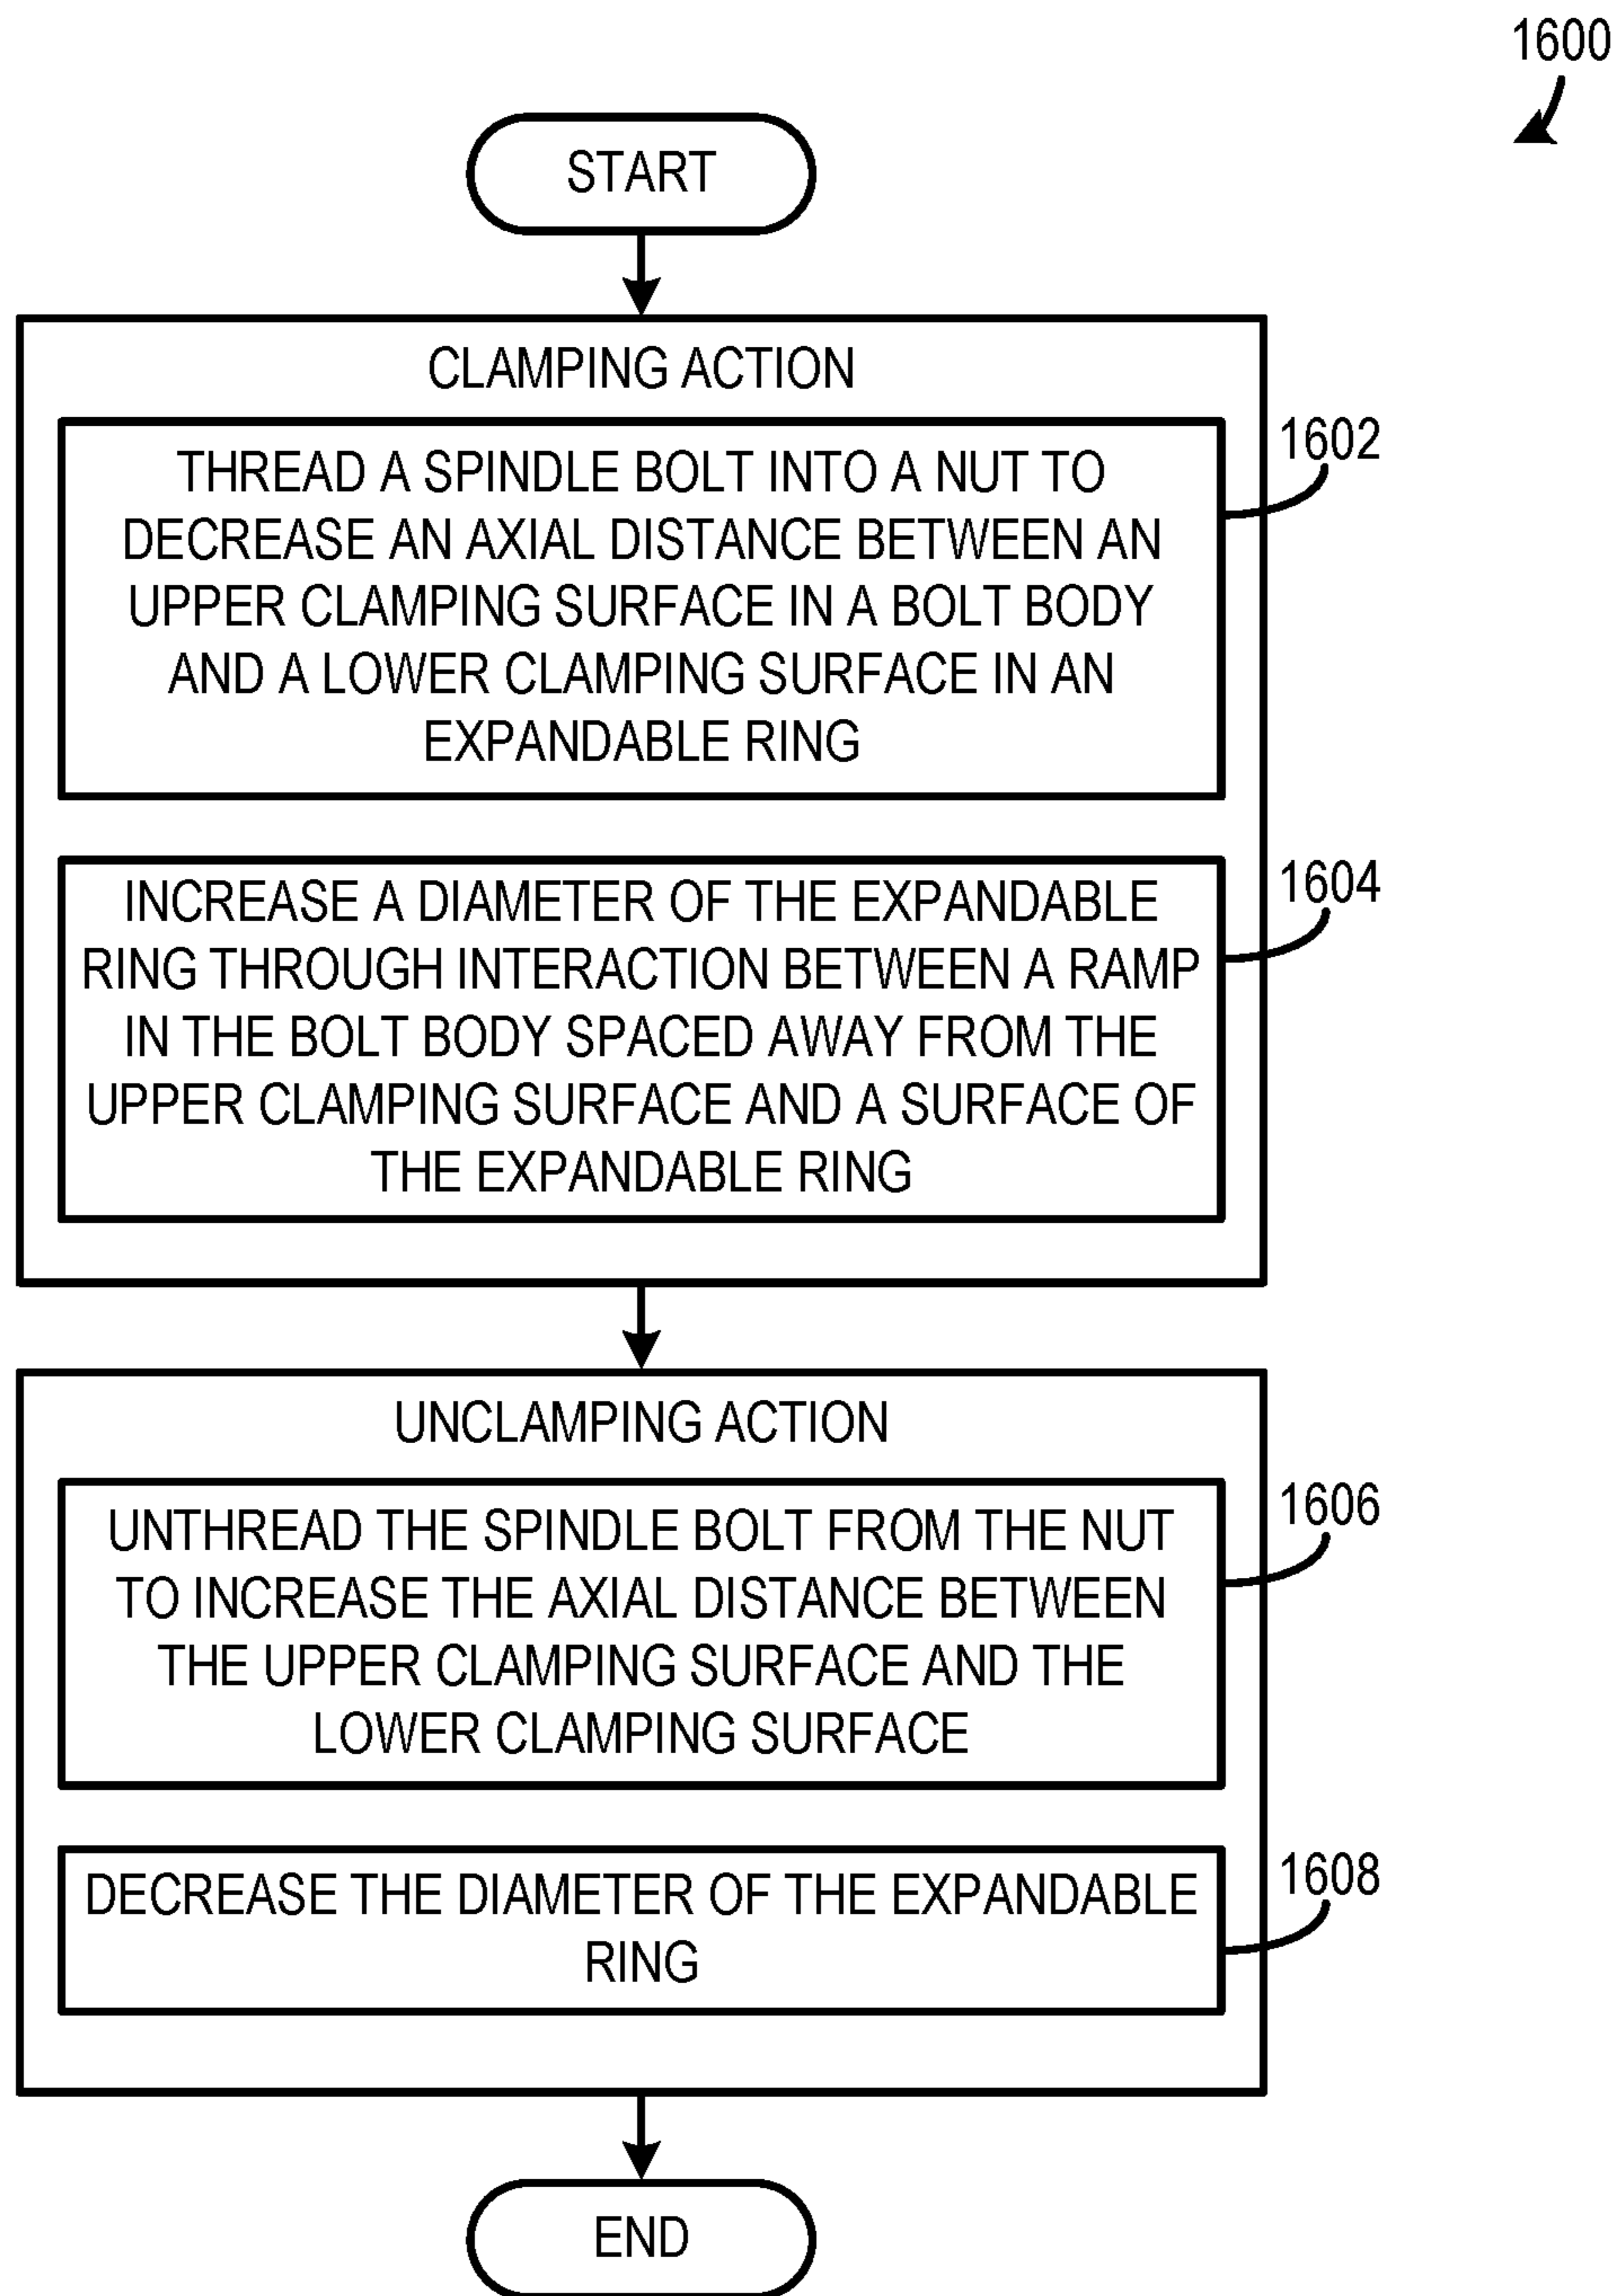 1600
START
CLAMPING ACTION
1602
THREAD A SPINDLE BOLT INTO A NUT TO
DECREASE AN AXIAL DISTANCE BETWEEN AN
UPPER CLAMPING SURFACE IN A BOLT BODY
AND A LOWER CLAMPING SURFACE IN AN
EXPANDABLE RING
1604
INCREASE A DIAMETER OF THE EXPANDABLE
RING THROUGH INTERACTION BETWEEN A RAMP
IN THE BOLT BODY SPACED AWAY FROM THE
UPPER CLAMPING SURFACE AND A SURFACE OF
THE EXPANDABLE RING
UNCLAMPING ACTION
1606
UNTHREAD THE SPINDLE BOLT FROM THE NUT
TO INCREASE THE AXIAL DISTANCE BETWEEN
THE UPPER CLAMPING SURFACE AND THE
LOWER CLAMPING SURFACE
1608
DECREASE THE DIAMETER OF THE EXPANDABLE
RING
END